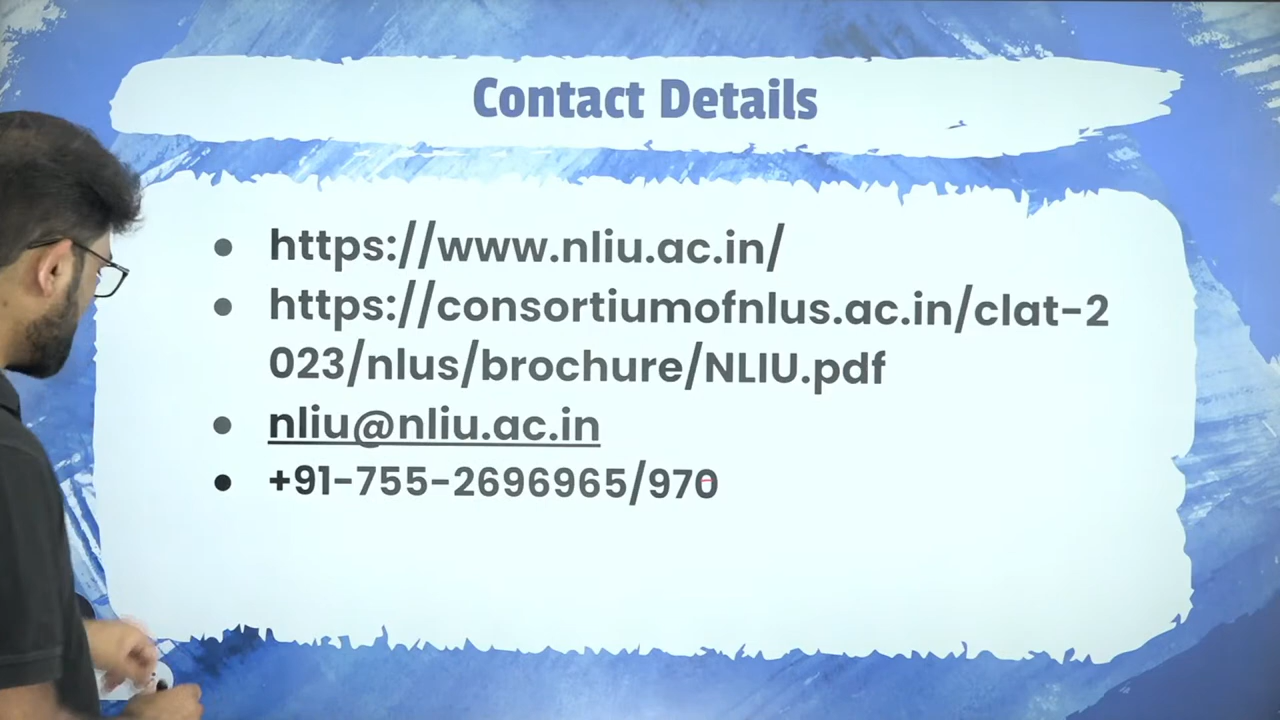 Contact Details
● https://www.nliu.ac.in/
● https://consortiumofnlus.ac.in/clat-2
023/nlus/brochure/NLIU.pdf
● nliu@nliu.ac.in
● +91-755-2696965/970